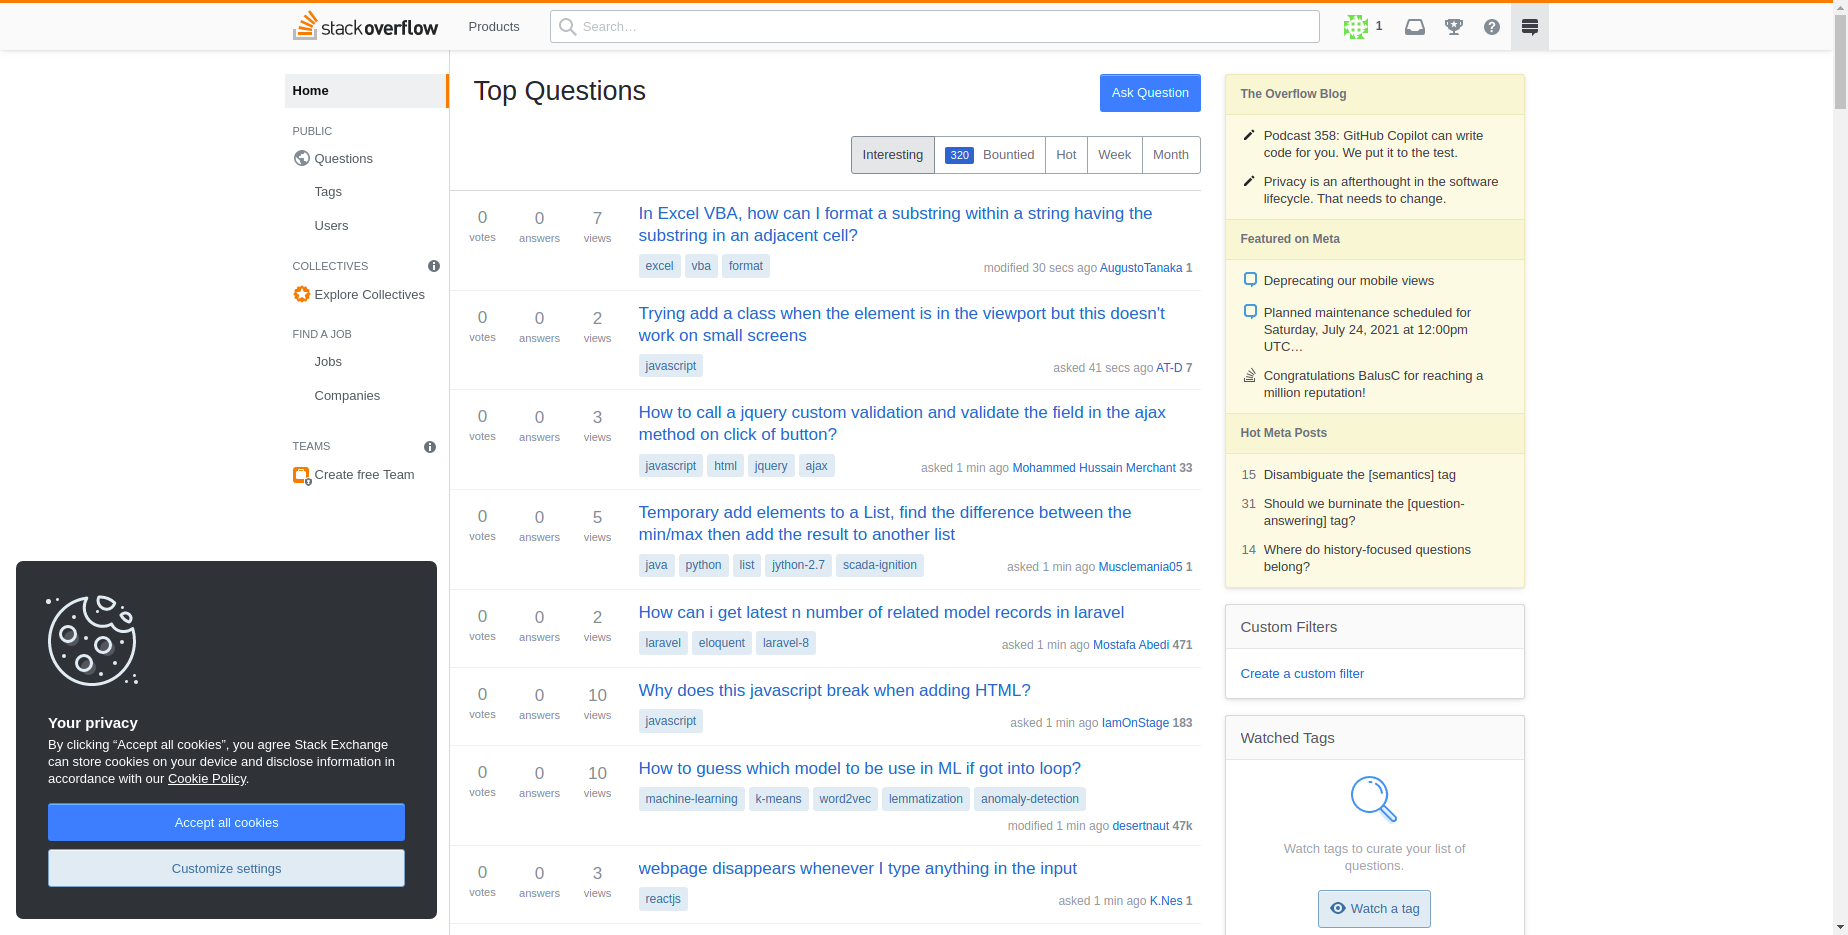 stackoverflow
Products
Search…
1
Home
PUBLIC
Questions
Tags
Users
COLLECTIVES
Explore Collectives
FIND A JOB
Jobs
Companies
TEAMS
Create free Team
Top Questions
Ask Question
Interesting
320 Bountied
Hot
Week
Month
0 votes
0 answers
7 views
In Excel VBA, how can I format a substring within a string having the
substring in an adjacent cell?
excel vba format
modified 30 secs ago AugustoTanaka 1
0 votes
0 answers
2 views
Trying add a class when the element is in the viewport but this doesn't
work on small screens
javascript
asked 41 secs ago AT-D 7
0 votes
0 answers
3 views
How to call a jquery custom validation and validate the field in the ajax
method on click of button?
javascript html jquery ajax
asked 1 min ago Mohammed Hussain Merchant 33
0 votes
0 answers
5 views
Temporary add elements to a List, find the difference between the
min/max then add the result to another list
java python list jython-2.7 scada-ignition
asked 1 min ago Musclemania05 1
0 votes
0 answers
2 views
How can i get latest n number of related model records in laravel
laravel eloquent laravel-8
asked 1 min ago Mostafa Abedi 471
0 votes
0 answers
10 views
Why does this javascript break when adding HTML?
javascript
asked 1 min ago IamOnStage 183
0 votes
0 answers
10 views
How to guess which model to be use in ML if got into loop?
machine-learning k-means word2vec lemmatization anomaly-detection
modified 1 min ago desertnaut 47k
0 votes
0 answers
3 views
webpage disappears whenever I type anything in the input
reactjs
asked 1 min ago K.Nes 1
The Overflow Blog
Podcast 358: GitHub Copilot can write
code for you. We put it to the test.
Privacy is an afterthought in the software
lifecycle. That needs to change.
Featured on Meta
Deprecating our mobile views
Planned maintenance scheduled for
Saturday, July 24, 2021 at 12:00pm
UTC…
Congratulations BalusC for reaching a
million reputation!
Hot Meta Posts
15 Disambiguate the [semantics] tag
31 Should we burninate the [question-
answering] tag?
14 Where do history-focused questions
belong?
Custom Filters
Create a custom filter
Watched Tags
Watch tags to curate your list of
questions.
Watch a tag
Your privacy
By clicking “Accept all cookies”, you agree Stack Exchange
can store cookies on your device and disclose information in
accordance with our Cookie Policy.
Accept all cookies
Customize settings